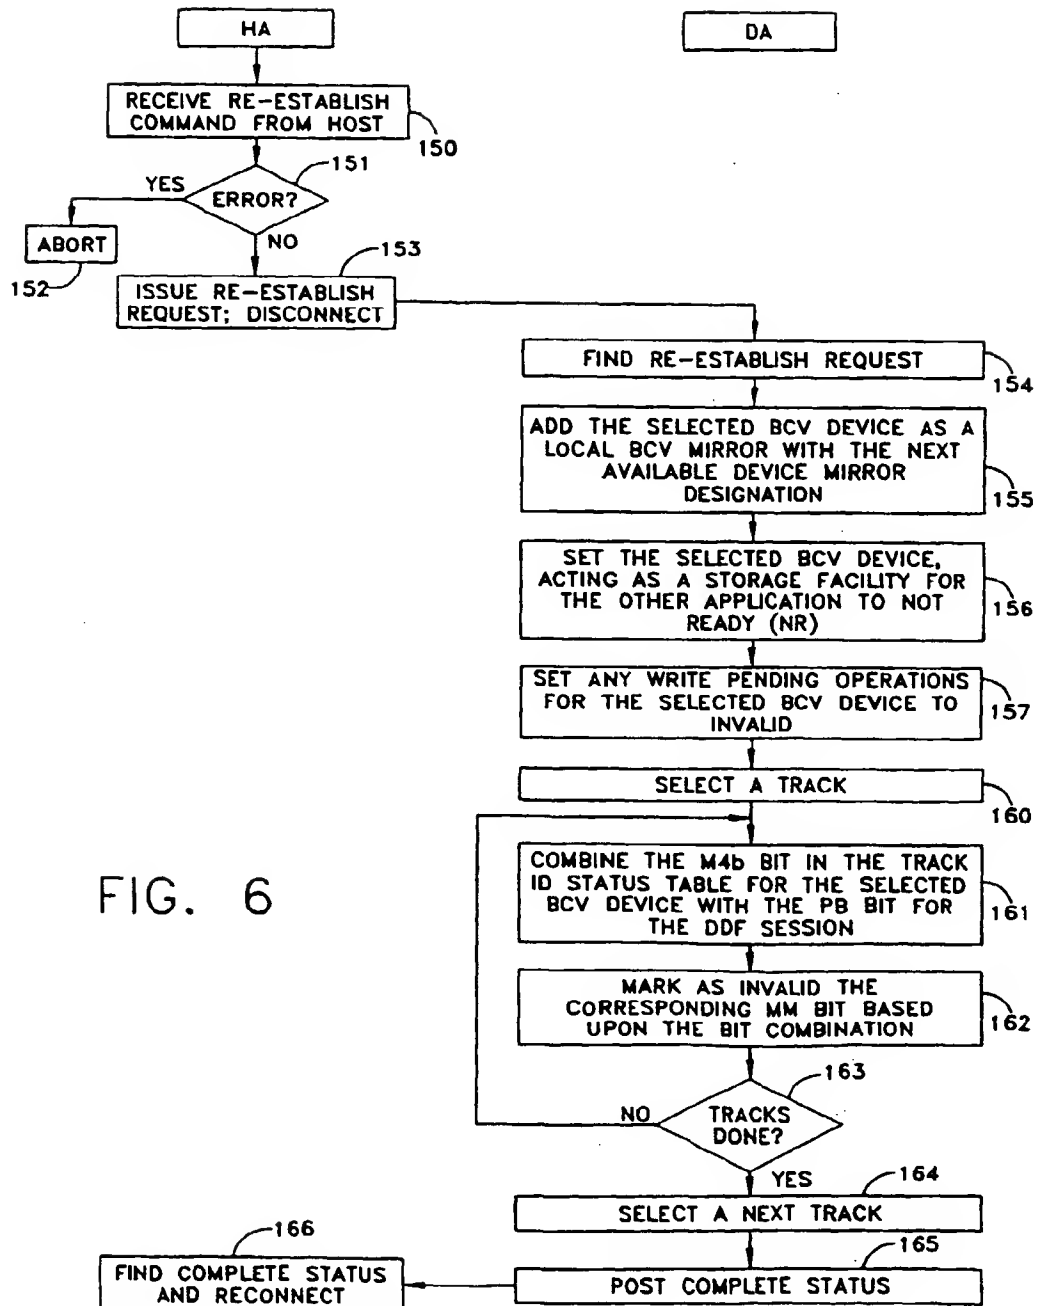 HA
DA
RECEIVE RE-ESTABLISH
COMMAND FROM HOST
150
151
YES
ERROR?
ABORT
NO
152
153
ISSUE RE-ESTABLISH
REQUEST; DISCONNECT
FIND RE-ESTABLISH REQUEST
154
ADD THE SELECTED BCV DEVICE AS A
LOCAL BCV MIRROR WITH THE NEXT
AVAILABLE DEVICE MIRROR
DESIGNATION
155
SET THE SELECTED BCV DEVICE,
ACTING AS A STORAGE FACILITY FOR
THE OTHER APPLICATION TO NOT
READY (NR)
156
SET ANY WRITE PENDING OPERATIONS
FOR THE SELECTED BCV DEVICE TO
INVALID
157
SELECT A TRACK
160
COMBINE THE M4b BIT IN THE TRACK
ID STATUS TABLE FOR THE SELECTED
BCV DEVICE WITH THE PB BIT FOR
THE DDF SESSION
161
FIG. 6
MARK AS INVALID THE
CORRESPONDING MM BIT BASED
UPON THE BIT COMBINATION
162
163
NO
TRACKS
DONE?
YES
164
SELECT A NEXT TRACK
165
POST COMPLETE STATUS
166
FIND COMPLETE STATUS
AND RECONNECT